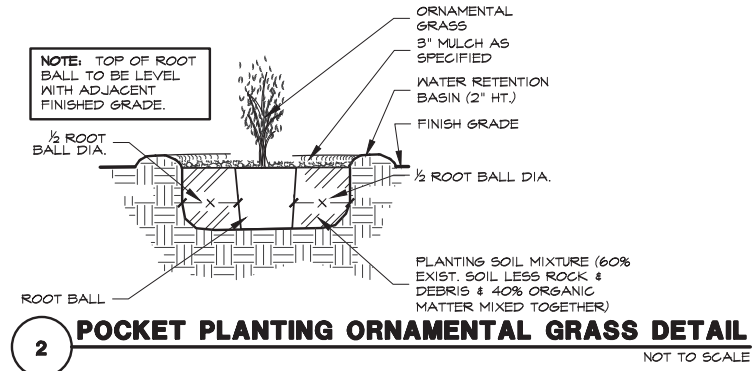 ORNAMENTAL
GRASS
3" MULCH AS
SPECIFIED
NOTE: TOP OF ROOT
BALL TO BE LEVEL
WITH ADJACENT
FINISHED GRADE.
WATER RETENTION
BASIN (2" HT.)
FINISH GRADE
½ ROOT
BALL DIA.
½ ROOT BALL DIA.
PLANTING SOIL MIXTURE (60%
EXIST. SOIL LESS ROCK &
DEBRIS & 40% ORGANIC
MATTER MIXED TOGETHER)
ROOT BALL
2
POCKET PLANTING ORNAMENTAL GRASS DETAIL
NOT TO SCALE